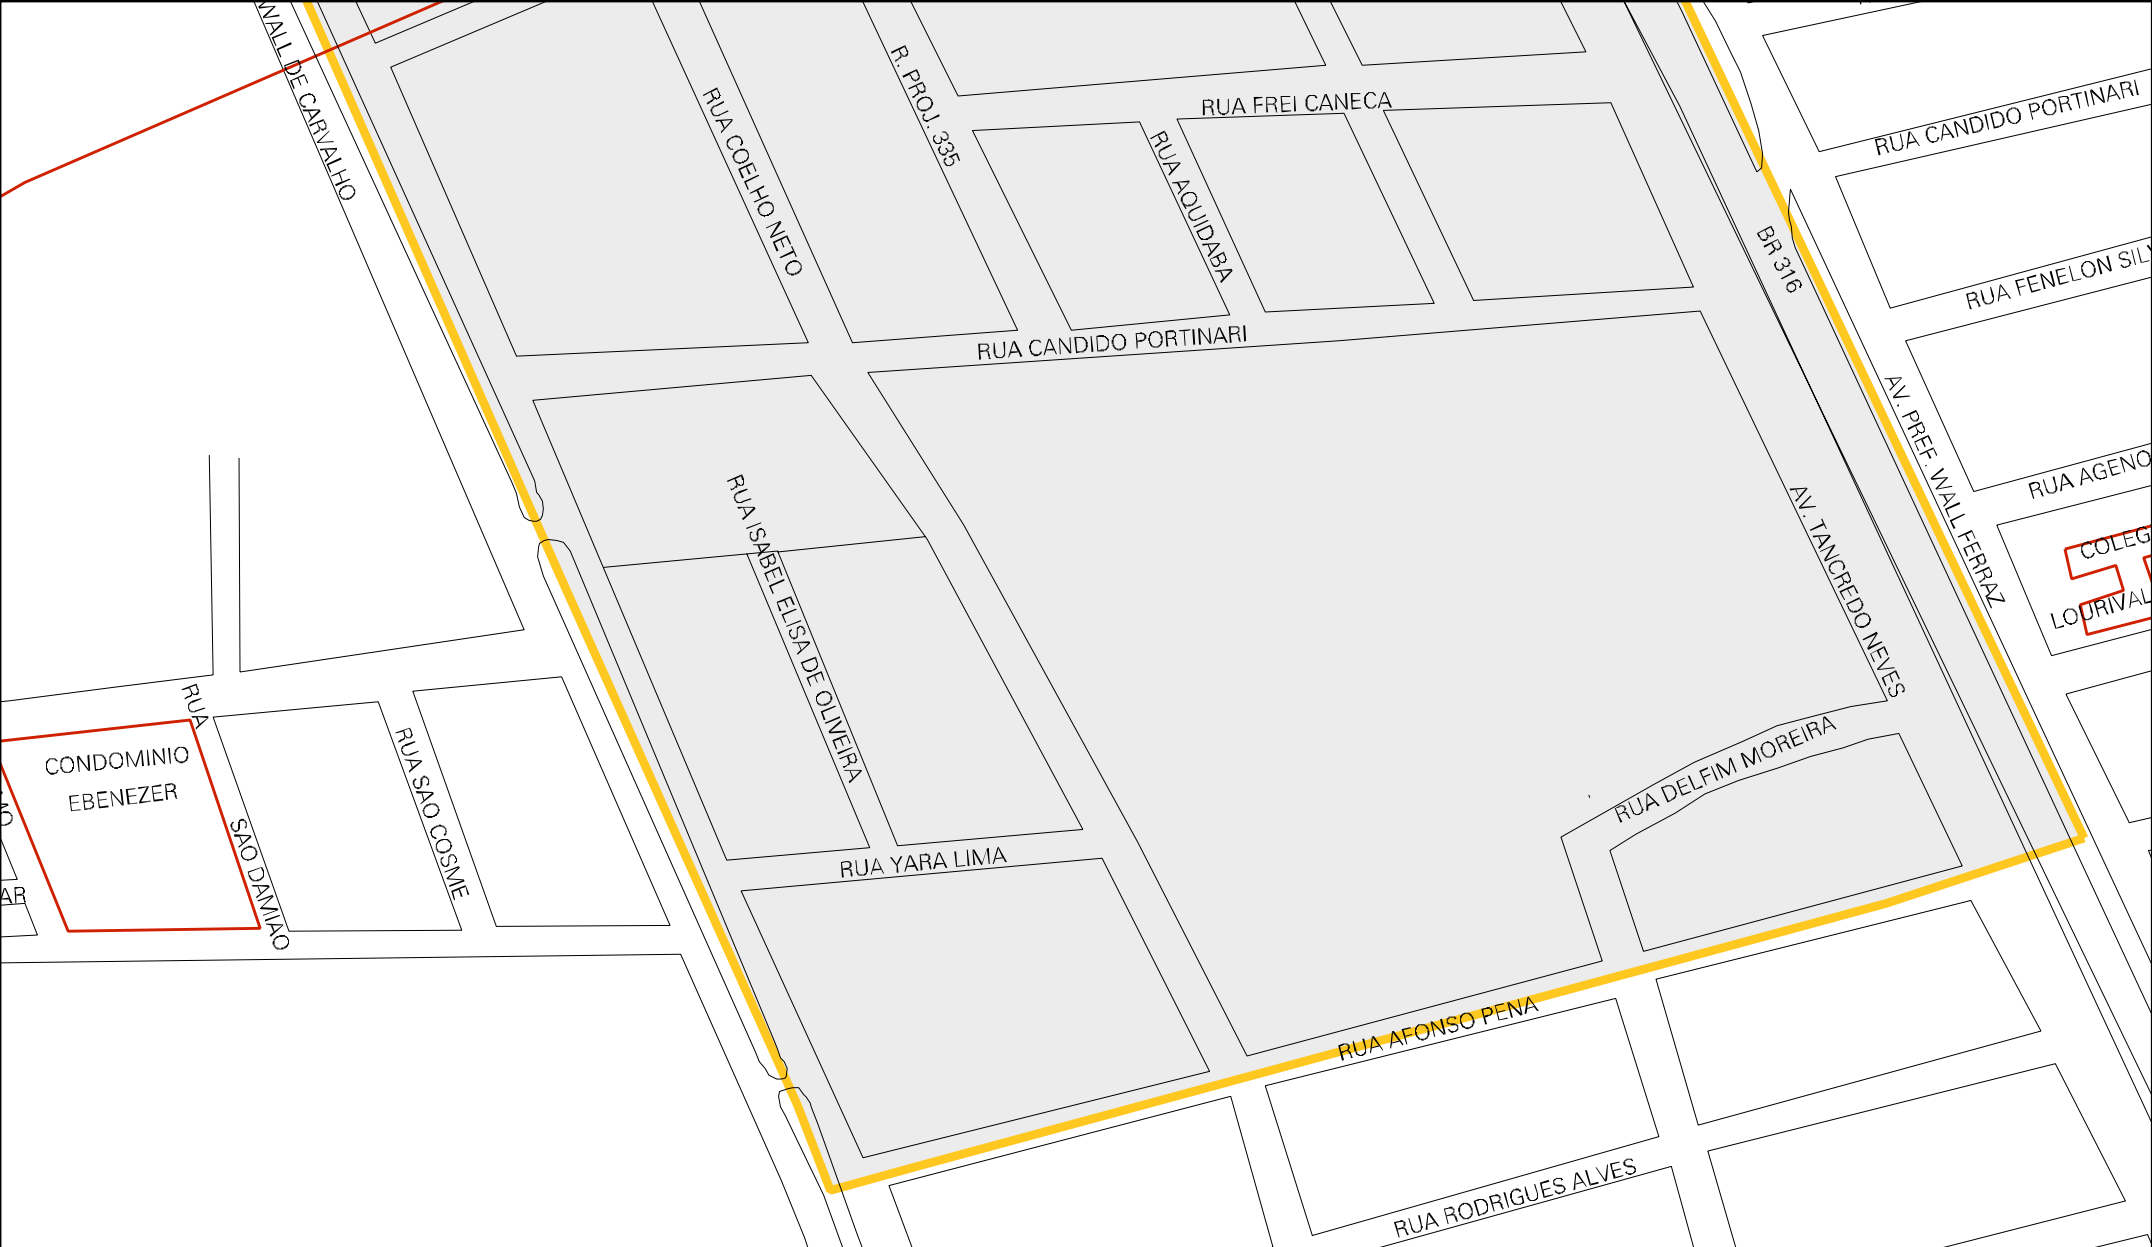 WALL DE CARVALHO
R. PROJ. 335
RUA COELHO NETO
RUA FREI CANECA
RUA AQUIDABA
RUA CANDIDO PORTINARI
RUA CANDIDO PORTINARI
BR 316
RUA FENELON SIL
AV. PREF. WALL FERRAZ
RUA AGENO
AV. TANCREDO NEVES
COLEG
LOURIVAL
RUA ISABEL ELISA DE OLIVEIRA
RUA SAO DAMIAO
RUA SAO COSME
CONDOMINIO
EBENEZER
AR
RUA DELFIM MOREIRA
RUA YARA LIMA
RUA AFONSO PENA
RUA RODRIGUES ALVES